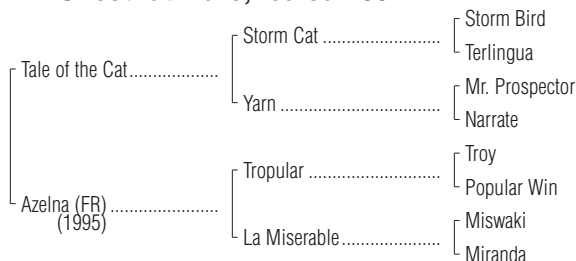 Storm Bird
Storm Cat
Terlingua
Tale of the Cat
Mr. Prospector
Yarn
Narrate
Troy
Tropular
Popular Win
Azelna (FR)
(1995)
Miswaki
La Miserable
Miranda